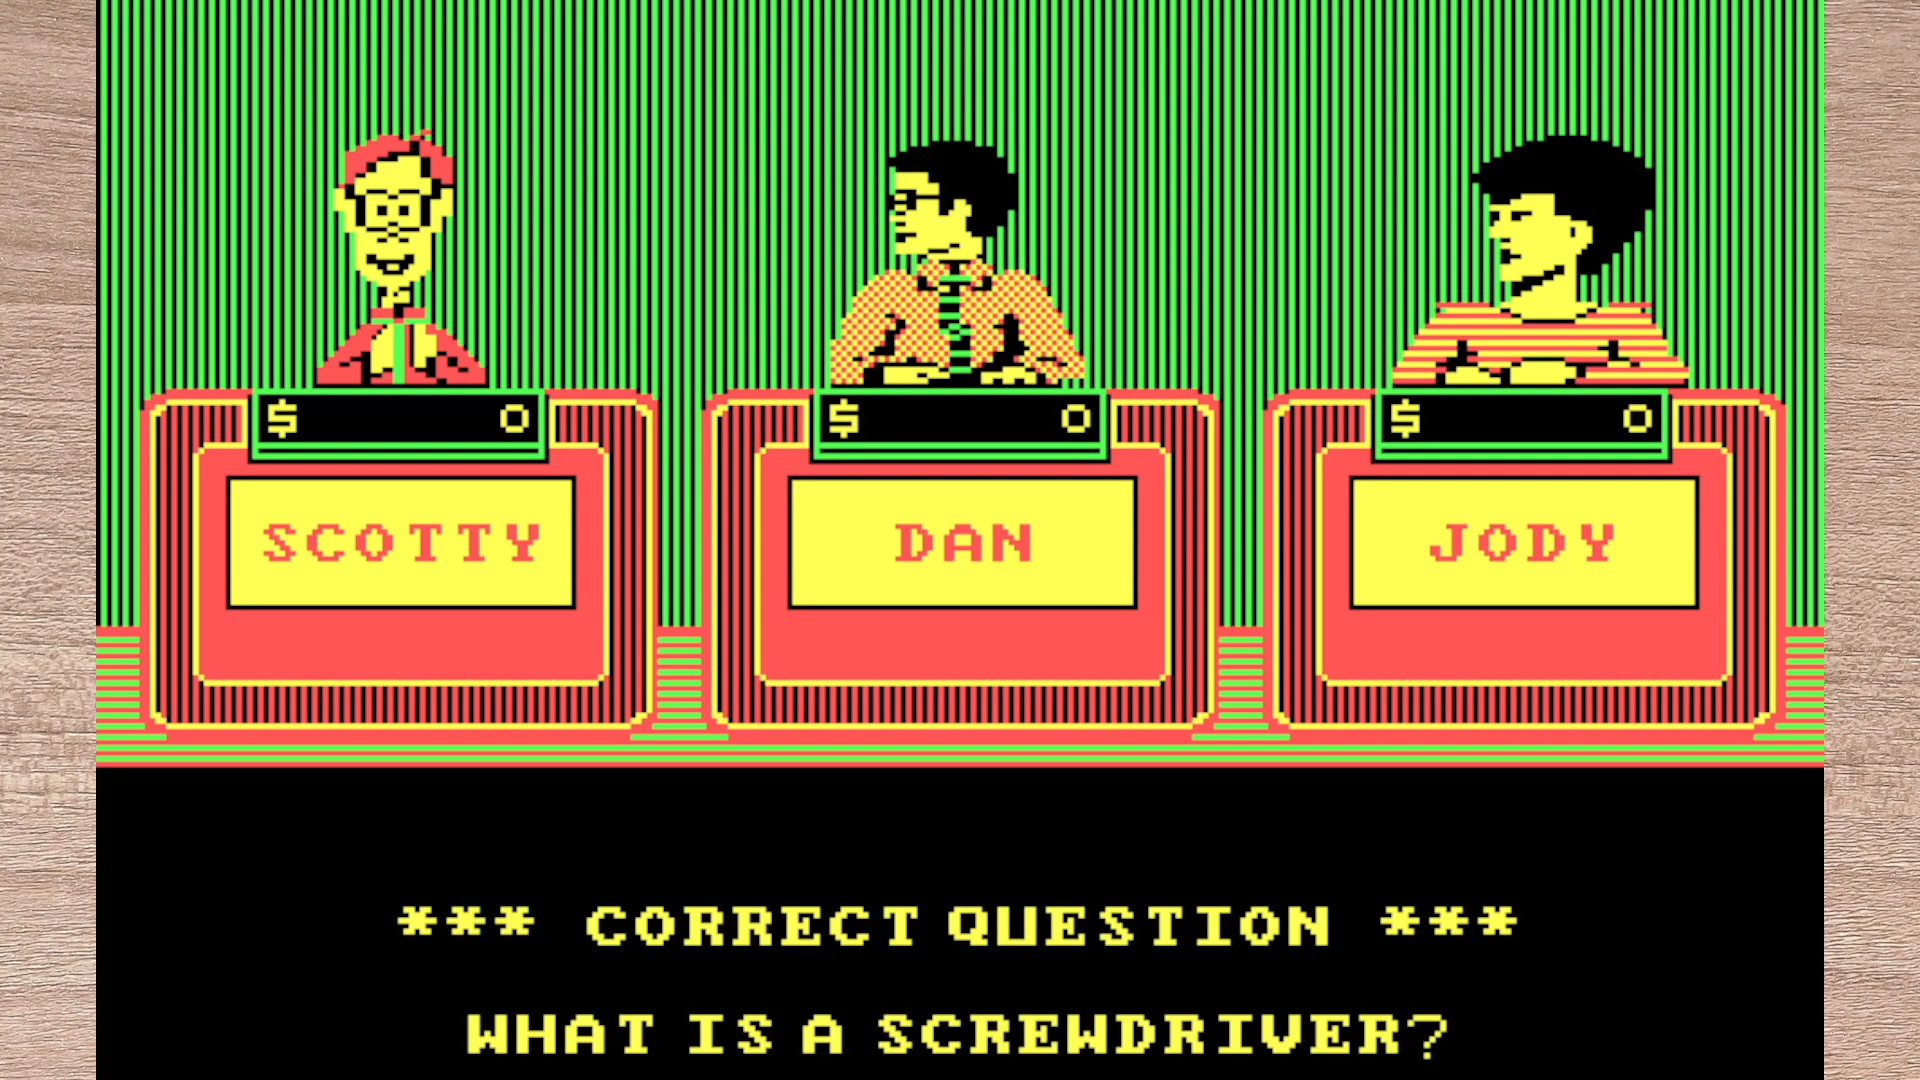 $ 0 $ 0 $ 0
SCOTTY DAN JODY
*** CORRECT QUESTION ***
WHAT IS A SCREWDRIVER?